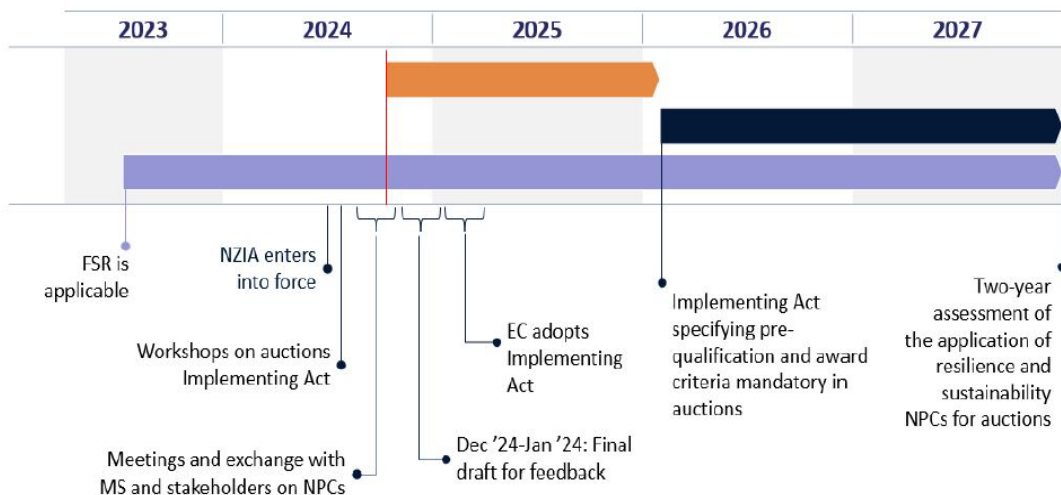 2023
2024
2025
2026
2027
FSR is
applicable
NZIA enters
into force
Workshops on auctions
Implementing Act
Meetings and exchange with
MS and stakeholders on NPCs
Dec '24-Jan '24: Final
draft for feedback
EC adopts
Implementing
Act
Implementing Act
specifying pre-
qualification and award
criteria mandatory in
auctions
Two-year
assessment of
the application of
resilience and
sustainability
NPCs for auctions